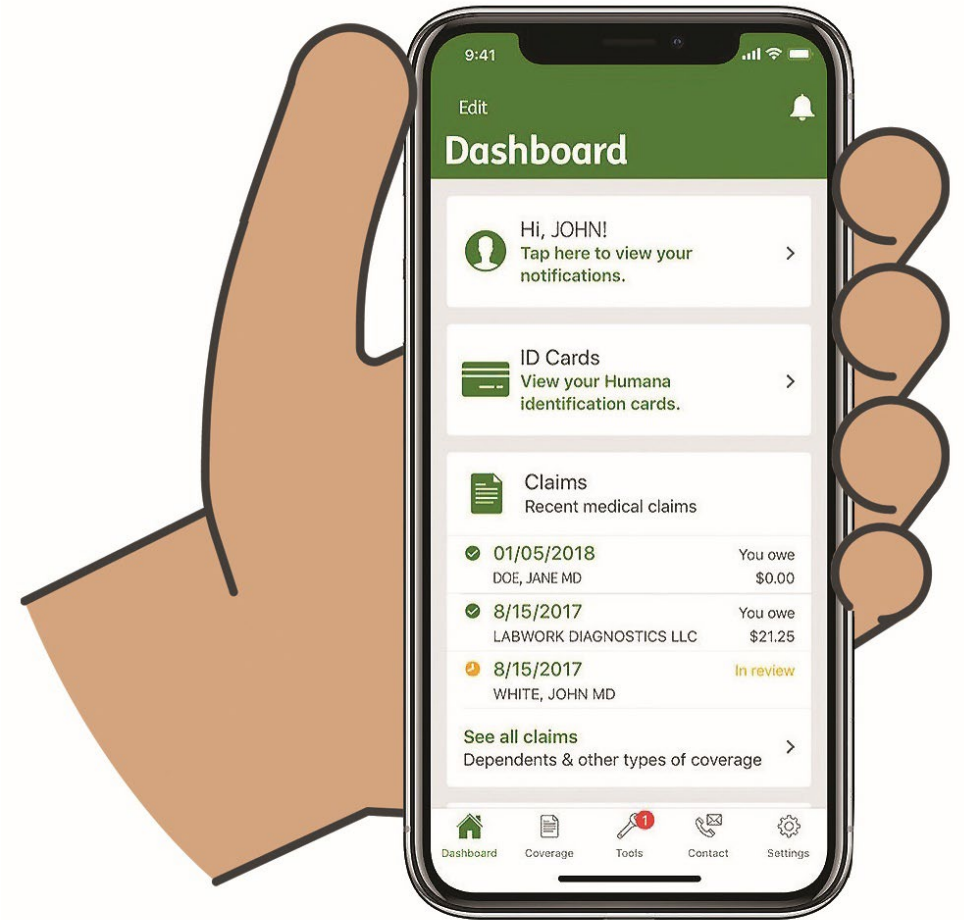 9:41
Edit
Dashboard
Hi, JOHN!
Tap here to view your
notifications.
ID Cards
View your Humana
identification cards.
Claims
Recent medical claims
01/05/2018 You owe
DOE, JANE MD $0.00
8/15/2017 You owe
LABWORK DIAGNOSTICS LLC $21.25
8/15/2017 In review
WHITE, JOHN MD
See all claims
Dependents & other types of coverage
1
Dashboard Coverage Tools Contact Settings